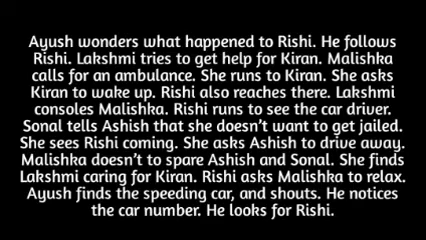 Ayush wonders what happened to Rishi. He follows
Rishi. Lakshmi tries to get help for Kiran. Malishka
calls for an ambulance. She runs to Kiran. She asks
Kiran to wake up. Rishi also reaches there. Lakshmi
consoles Malishka. Rishi runs to see the car driver.
Sonal tells Ashish that she doesn't want to get jailed.
She sees Rishi coming. She asks Ashish to drive away.
Malishka doesn't to spare Ashish and Sonal. She finds
Lakshmi caring for Kiran. Rishi asks Malishka to relax.
Ayush finds the speeding car, and shouts. He notices
the car number. He looks for Rishi.